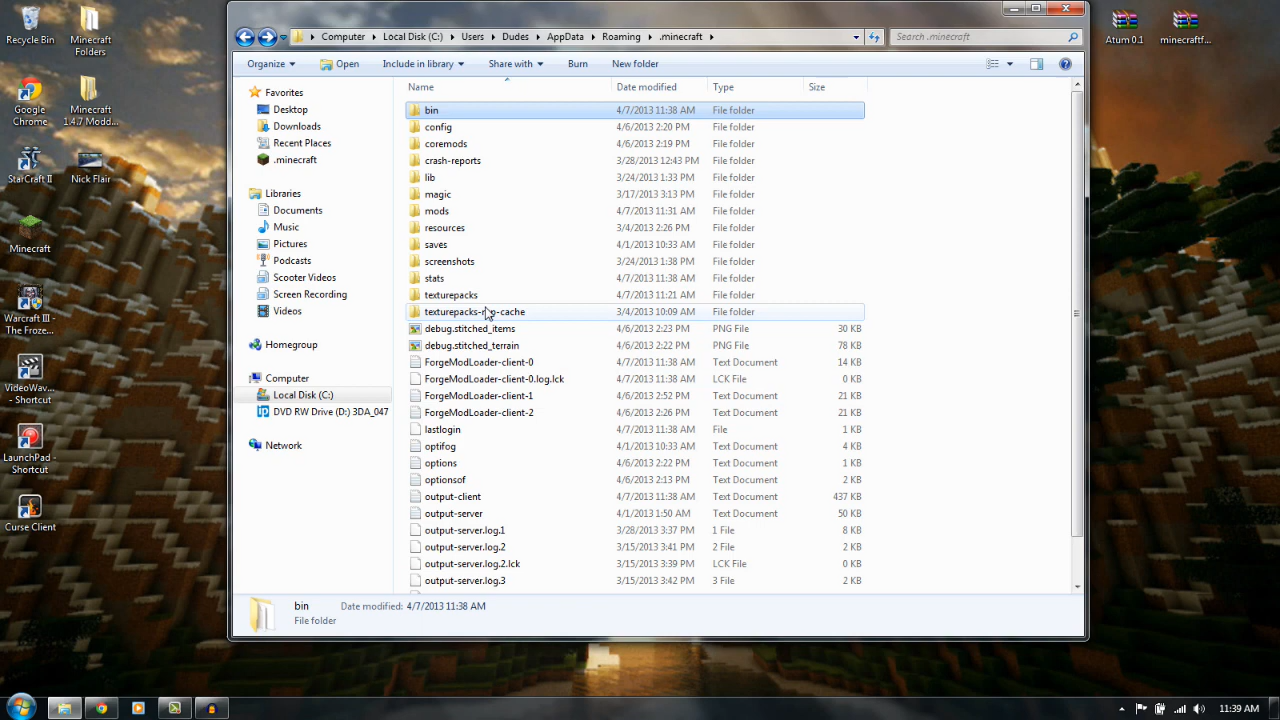 Recycle Bin
Minecraft Folders
Google Chrome
Minecraft 1.4.7 Modd...
StarCraft II
Nick Flair
Minecraft
Warcraft III - The Froze...
VideoWav... - Shortcut
LaunchPad - Shortcut
Curse Client
Atum 0.1
minecraftf...
Computer Local Disk (C:) Users Dudes AppData Roaming .minecraft
Search .minecraft
Organize Open Include in library Share with Burn New folder
Favorites
Desktop
Downloads
Recent Places
.minecraft
Libraries
Documents
Music
Pictures
Podcasts
Scooter Videos
Screen Recording
Videos
Homegroup
Computer
Local Disk (C:)
DVD RW Drive (D:) 3DA_047
Network
Name Date modified Type Size
bin 4/7/2013 11:38 AM File folder
config 4/6/2013 2:20 PM File folder
coremods 4/6/2013 2:19 PM File folder
crash-reports 3/28/2013 12:43 PM File folder
lib 3/24/2013 1:33 PM File folder
magic 3/17/2013 3:13 PM File folder
mods 4/7/2013 11:31 AM File folder
resources 3/4/2013 2:26 PM File folder
saves 4/1/2013 10:33 AM File folder
screenshots 3/24/2013 1:38 PM File folder
stats 4/7/2013 11:38 AM File folder
texturepacks 4/7/2013 11:21 AM File folder
-cache 3/4/2013 10:09 AM File folder
debug.stitched_items 4/6/2013 2:23 PM PNG File 30 KB
debug.stitched_terrain 4/6/2013 2:22 PM PNG File 78 KB
ForgeModLoader-client-0 4/7/2013 11:38 AM Text Document 14 KB
ForgeModLoader-client-0.log.lck 4/7/2013 11:38 AM LCK File 0 KB
ForgeModLoader-client-1 4/6/2013 2:52 PM Text Document 21 KB
ForgeModLoader-client-2 4/6/2013 2:26 PM Text Document 21 KB
lastlogin 4/7/2013 11:38 AM File 1 KB
optifog 4/1/2013 10:33 AM Text Document 4 KB
options 4/6/2013 2:22 PM Text Document 2 KB
optionsof 4/6/2013 2:13 PM Text Document 2 KB
output-client 4/7/2013 11:38 AM Text Document 437 KB
output-server 4/1/2013 1:50 AM Text Document 50 KB
output-server.log.1 3/28/2013 3:37 PM 1 File 8 KB
output-server.log.2 3/15/2013 3:41 PM 2 File 2 KB
output-server.log.2.lck 3/15/2013 3:39 PM LCK File 0 KB
output-server.log.3 3/15/2013 3:42 PM 3 File 2 KB
bin Date modified: 4/7/2013 11:38 AM
File folder
11:39 AM